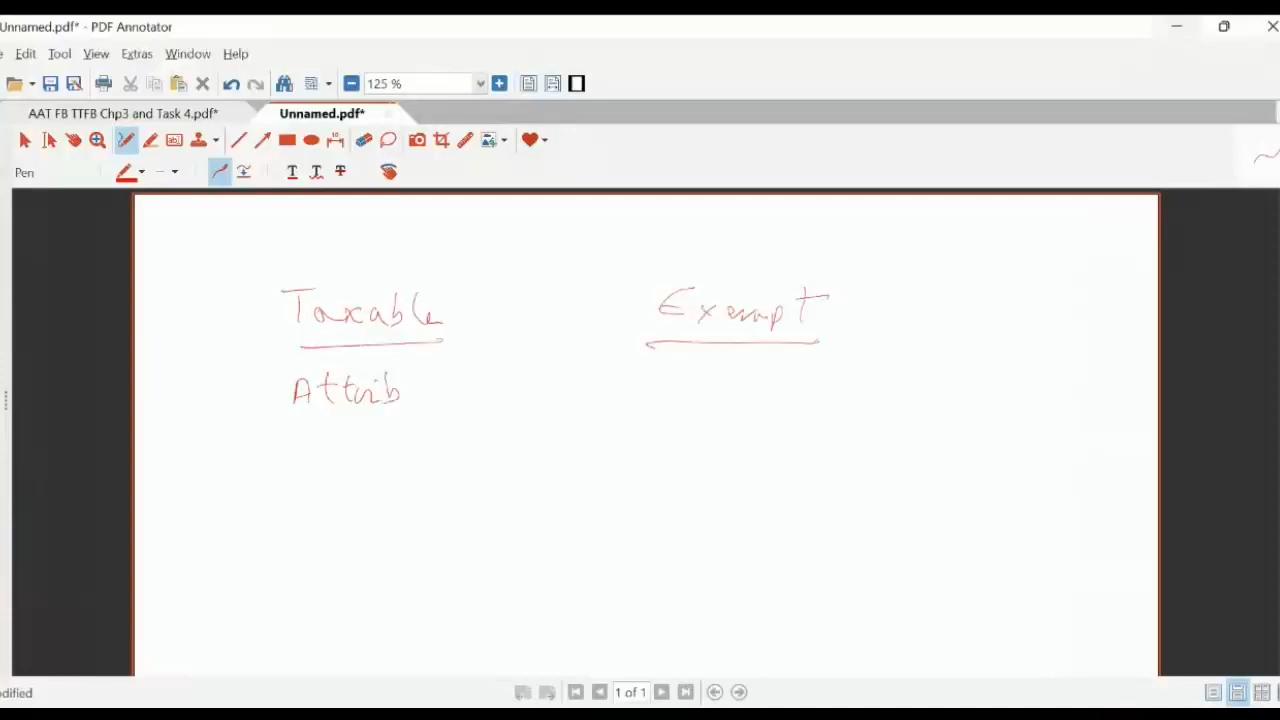 Unnamed.pdf* - PDF Annotator
Edit Tool View Extras Window Help
125 %
AAT FB TTFB Chp3 and Task 4.pdf* Unnamed.pdf*
Pen
Taxable Exempt
Attrib
odified 1 of 1